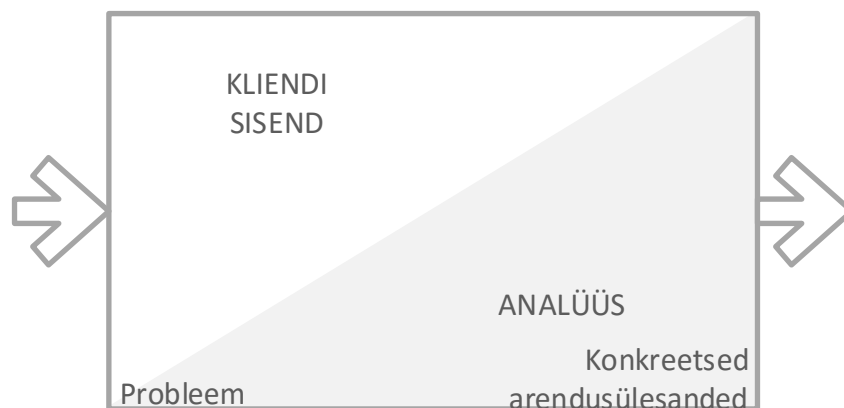 KLIENDI
SISEND
ANALÜÜS
Konkreetsed
arendusülesanded
Probleem